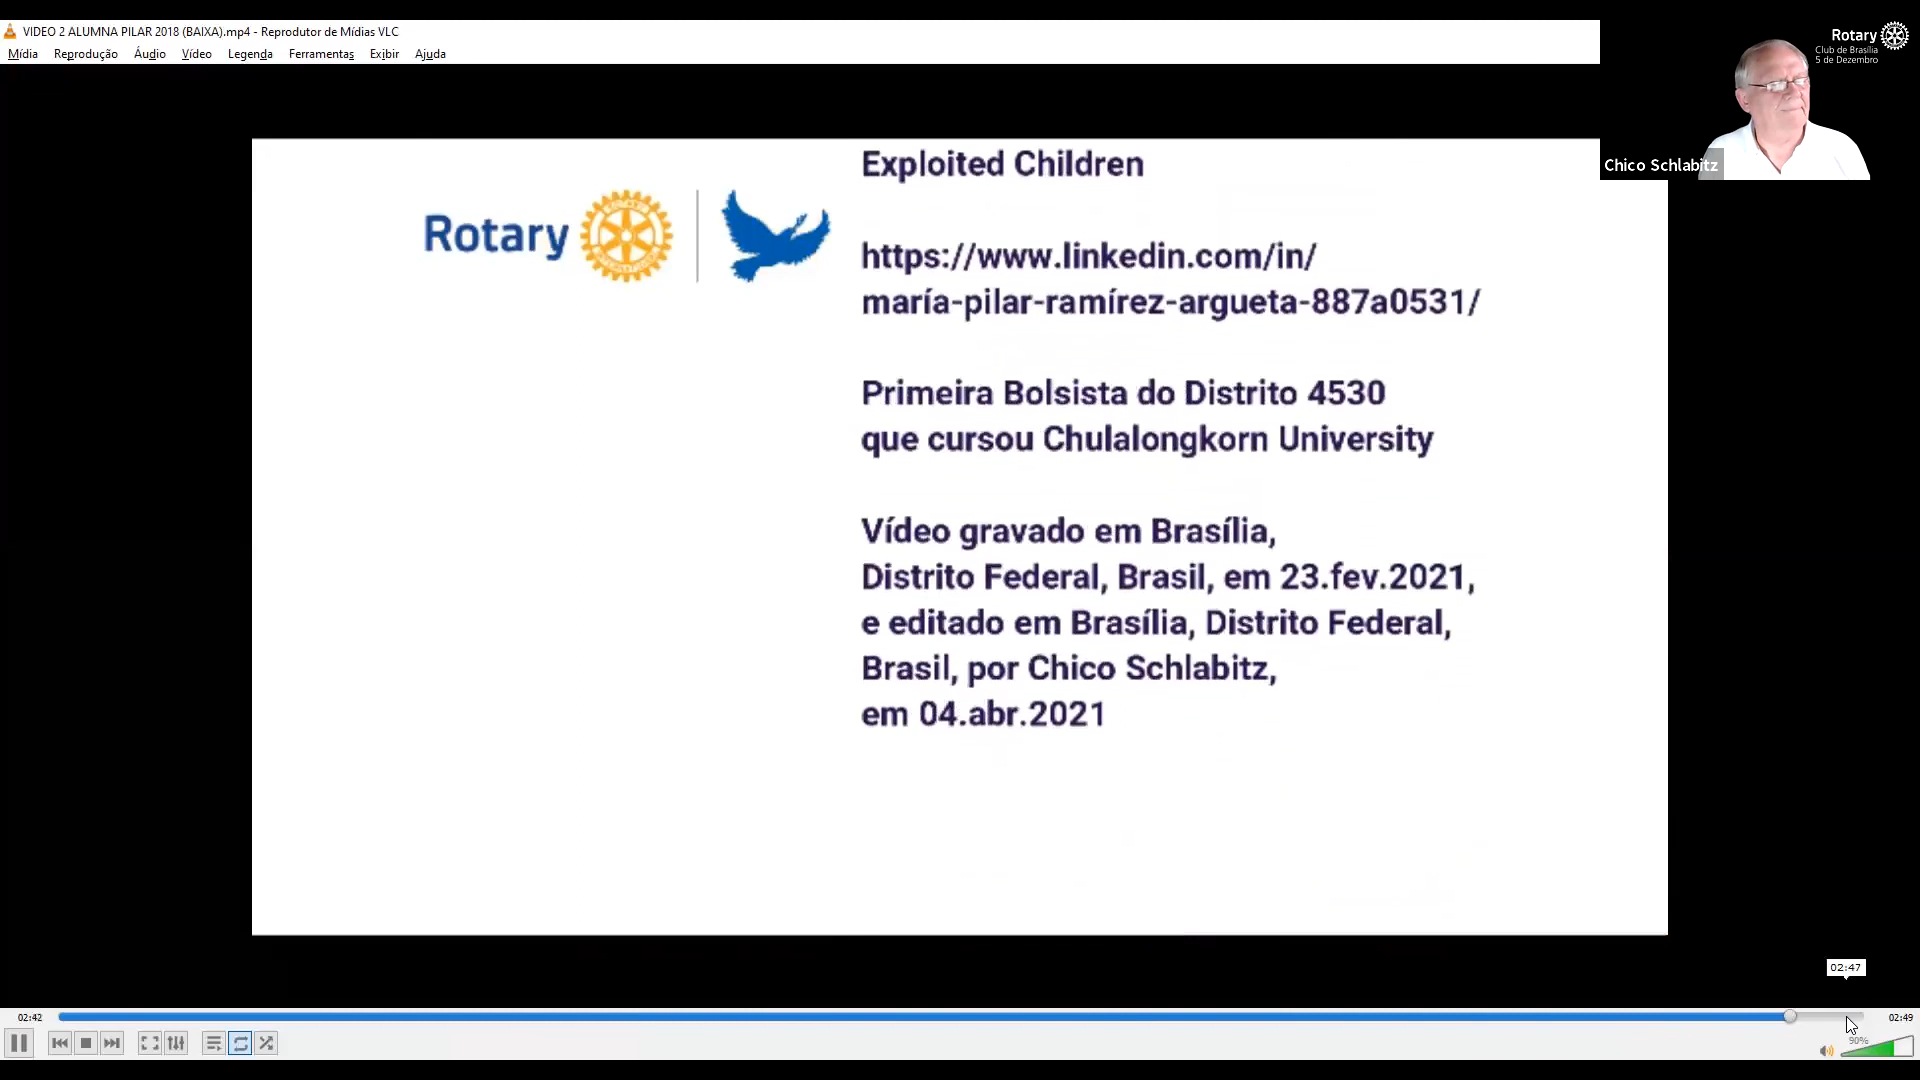 VIDEO 2 ALUMNA PILAR 2018 (BAIXA).mp4 - Reprodutor de Mídias VLC
Mídia Reprodução Áudio Vídeo Legenda Ferramentas Exibir Ajuda
Rotary
Club de Brasília
5 de Dezembro
Chico Schlabitz
Rotary
Exploited Children
https://www.linkedin.com/in/
maría-pilar-ramírez-argueta-887a0531/
Primeira Bolsista do Distrito 4530
que cursou Chulalongkorn University
Vídeo gravado em Brasília,
Distrito Federal, Brasil, em 23.fev.2021,
e editado em Brasília, Distrito Federal,
Brasil, por Chico Schlabitz,
em 04.abr.2021
02:47
02:42
02:49
90%